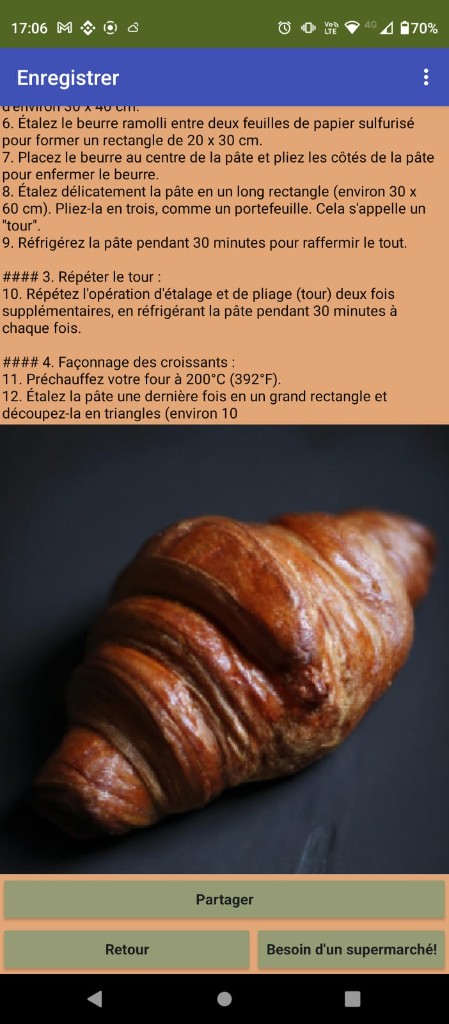 17:06
Vo)) LTE
4G
70%
Enregistrer
d'environ 30 x 40 cm.
6. Étalez le beurre ramolli entre deux feuilles de papier sulfurisé
pour former un rectangle de 20 x 30 cm.
7. Placez le beurre au centre de la pâte et pliez les côtés de la pâte
pour enfermer le beurre.
8. Étalez délicatement la pâte en un long rectangle (environ 30 x
60 cm). Pliez-la en trois, comme un portefeuille. Cela s'appelle un
"tour".
9. Réfrigérez la pâte pendant 30 minutes pour raffermir le tout.
#### 3. Répéter le tour :
10. Répétez l'opération d'étalage et de pliage (tour) deux fois
supplémentaires, en réfrigérant la pâte pendant 30 minutes à
chaque fois.
#### 4. Façonnage des croissants :
11. Préchauffez votre four à 200°C (392°F).
12. Étalez la pâte une dernière fois en un grand rectangle et
découpez-la en triangles (environ 10
Partager
Retour
Besoin d'un supermarché!